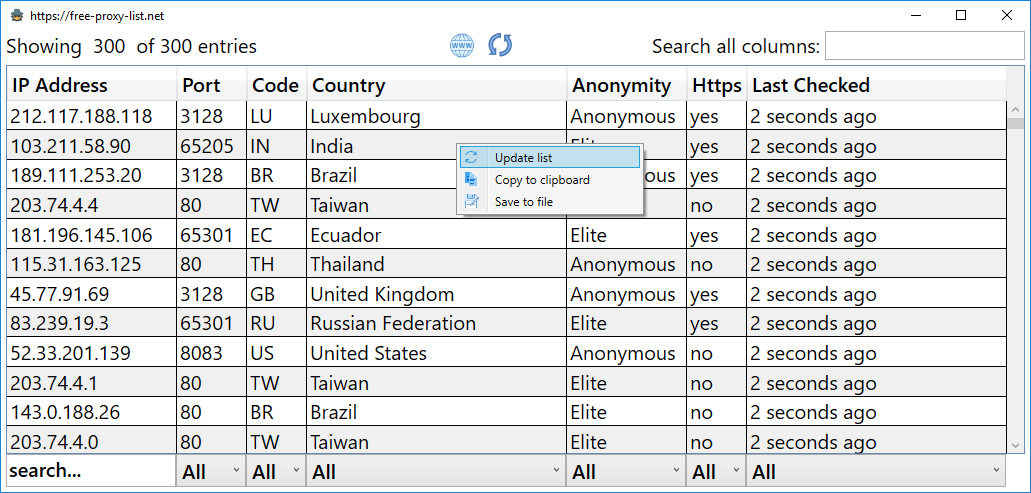 https://free-proxy-list.net
Showing 300 of 300 entries WWW Search all columns:
IP Address Port Code Country Anonymity Https Last Checked
212.117.188.118 3128 LU Luxembourg Anonymous yes 2 seconds ago
103.211.58.90 65205 IN India Elite yes 2 seconds ago
Update list
189.111.253.20 3128 BR Brazil yes 2 seconds ago
Copy to clipboard
203.74.4.4 80 TW Taiwan no 2 seconds ago
Save to file
181.196.145.106 65301 EC Ecuador Elite yes 2 seconds ago
115.31.163.125 80 TH Thailand Anonymous no 2 seconds ago
45.77.91.69 3128 GB United Kingdom Anonymous yes 2 seconds ago
83.239.19.3 65301 RU Russian Federation Elite yes 2 seconds ago
52.33.201.139 8083 US United States Anonymous no 2 seconds ago
203.74.4.1 80 TW Taiwan Elite no 2 seconds ago
143.0.188.26 80 BR Brazil Elite no 2 seconds ago
203.74.4.0 80 TW Taiwan Elite no 2 seconds ago
search... All All All All All All